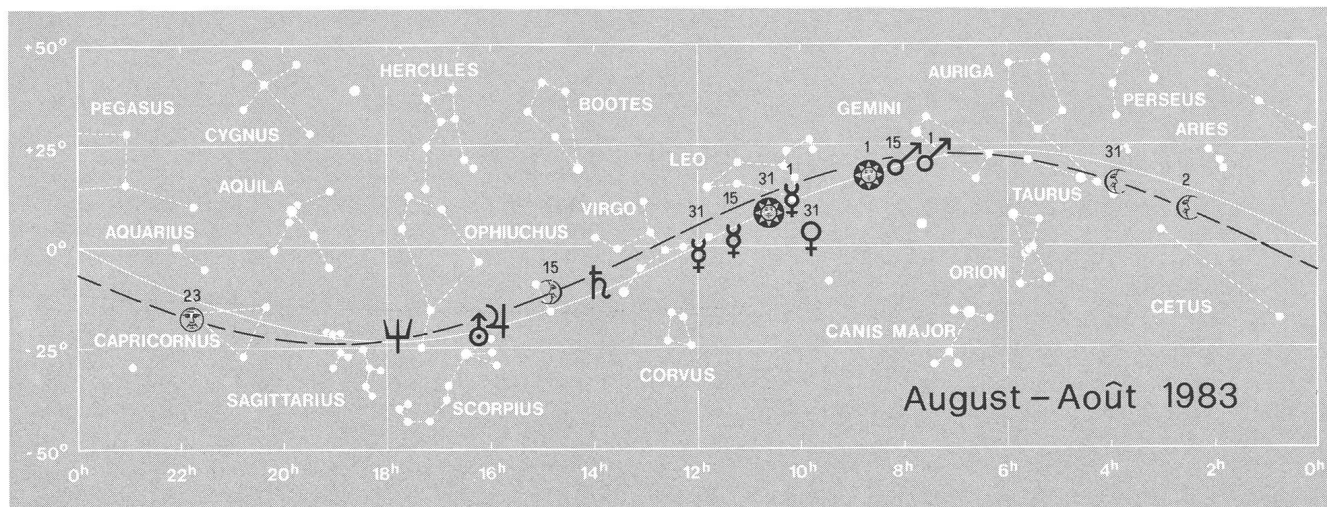 +50°
HERCULES
AURIGA
PEGASUS
BOOTES
GEMINI
PERSEUS
CYGNUS
ARIES
+25°
1 15 1
LEO
31
AQUILA
31 1
2
TAURUS
VIRGO
31 15 31
AQUARIUS
OPHIUCHUS
0°
15
ORION
23
CETUS
CAPRICORNUS
CANIS MAJOR
-25°
CORVUS
SAGITTARIUS
SCORPIUS
August – Août 1983
-50°
0h 22h 20h 18h 16h 14h 12h 10h 8h 6h 4h 2h 0h